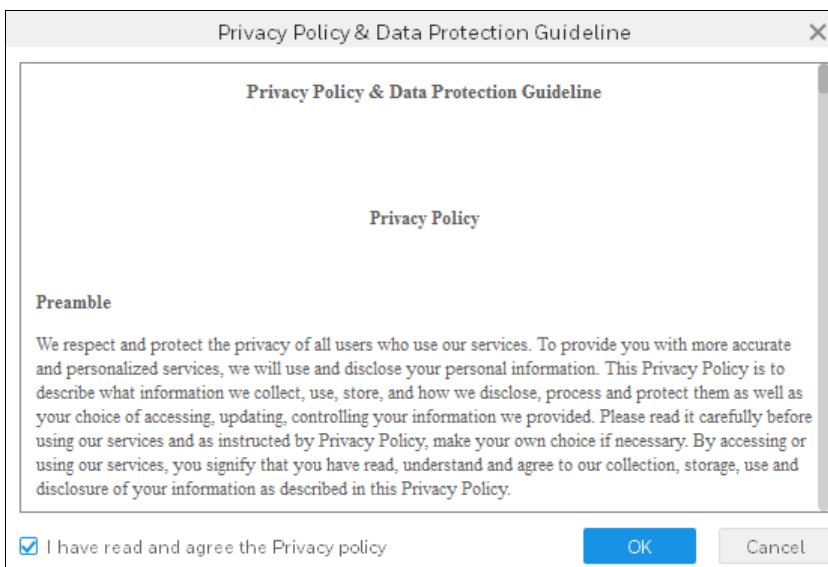 Privacy Policy & Data Protection Guideline
Privacy Policy & Data Protection Guideline
Privacy Policy
Preamble
We respect and protect the privacy of all users who use our services. To provide you with more accurate
and personalized services, we will use and disclose your personal information. This Privacy Policy is to
describe what information we collect, use, store, and how we disclose, process and protect them as well as
your choice of accessing, updating, controlling your information we provided. Please read it carefully before
using our services and as instructed by Privacy Policy, make your own choice if necessary. By accessing or
using our services, you signify that you have read, understand and agree to our collection, storage, use and
disclosure of your information as described in this Privacy Policy.
I have read and agree the Privacy policy
OK
Cancel